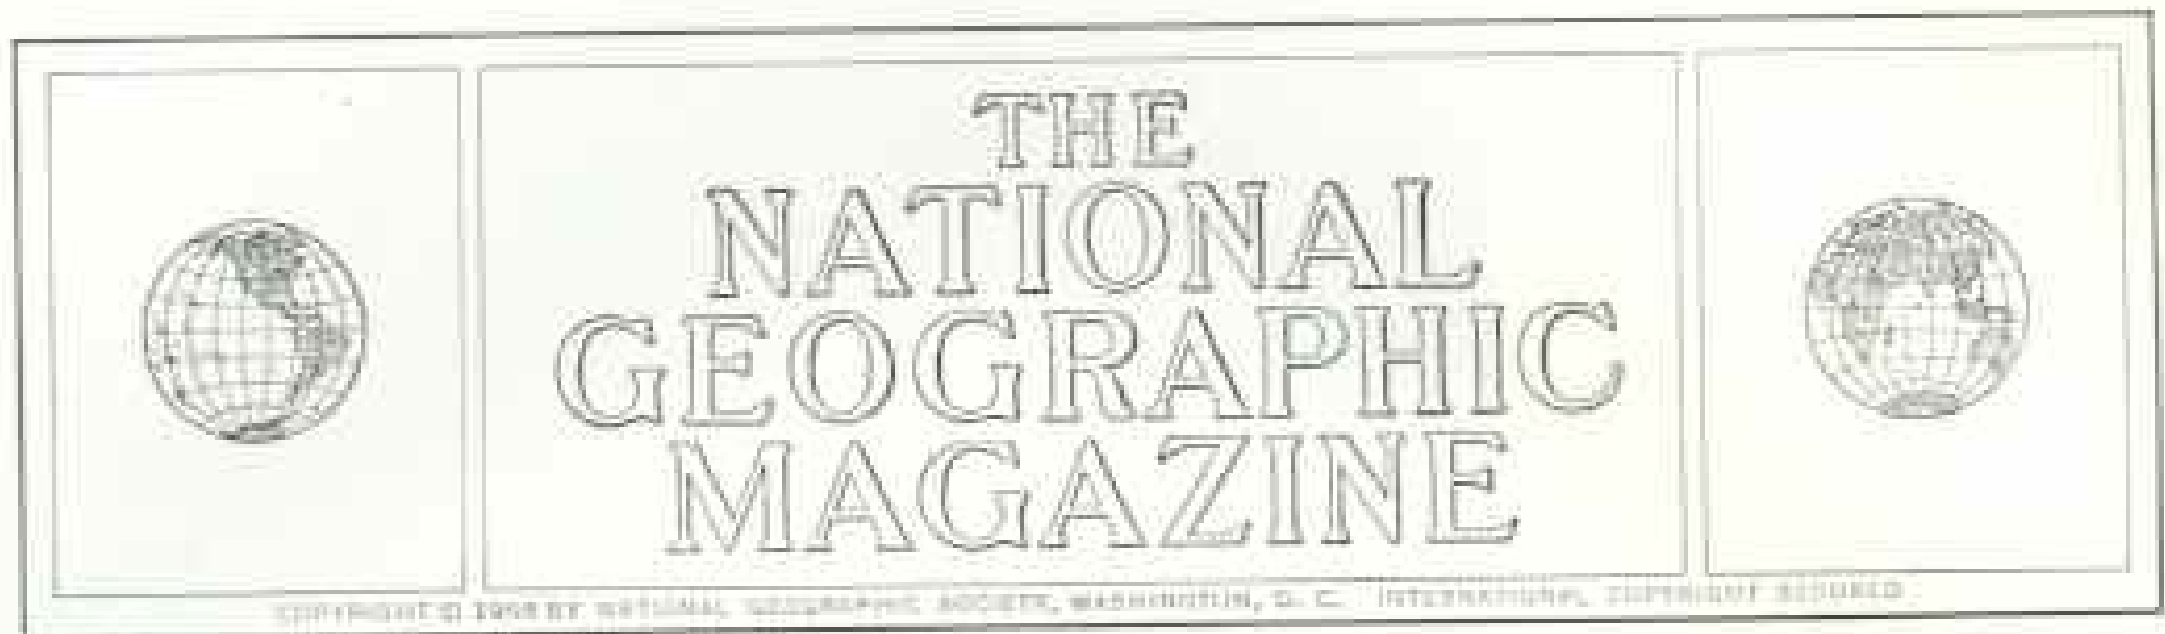 THE
NATIONAL
GEOGRAPHIC
MAGAZINE
COPYRIGHT © BY NATIONAL GEOGRAPHIC SOCIETY, WASHINGTON, D. C. INTERNATIONAL COPYRIGHT SECURED